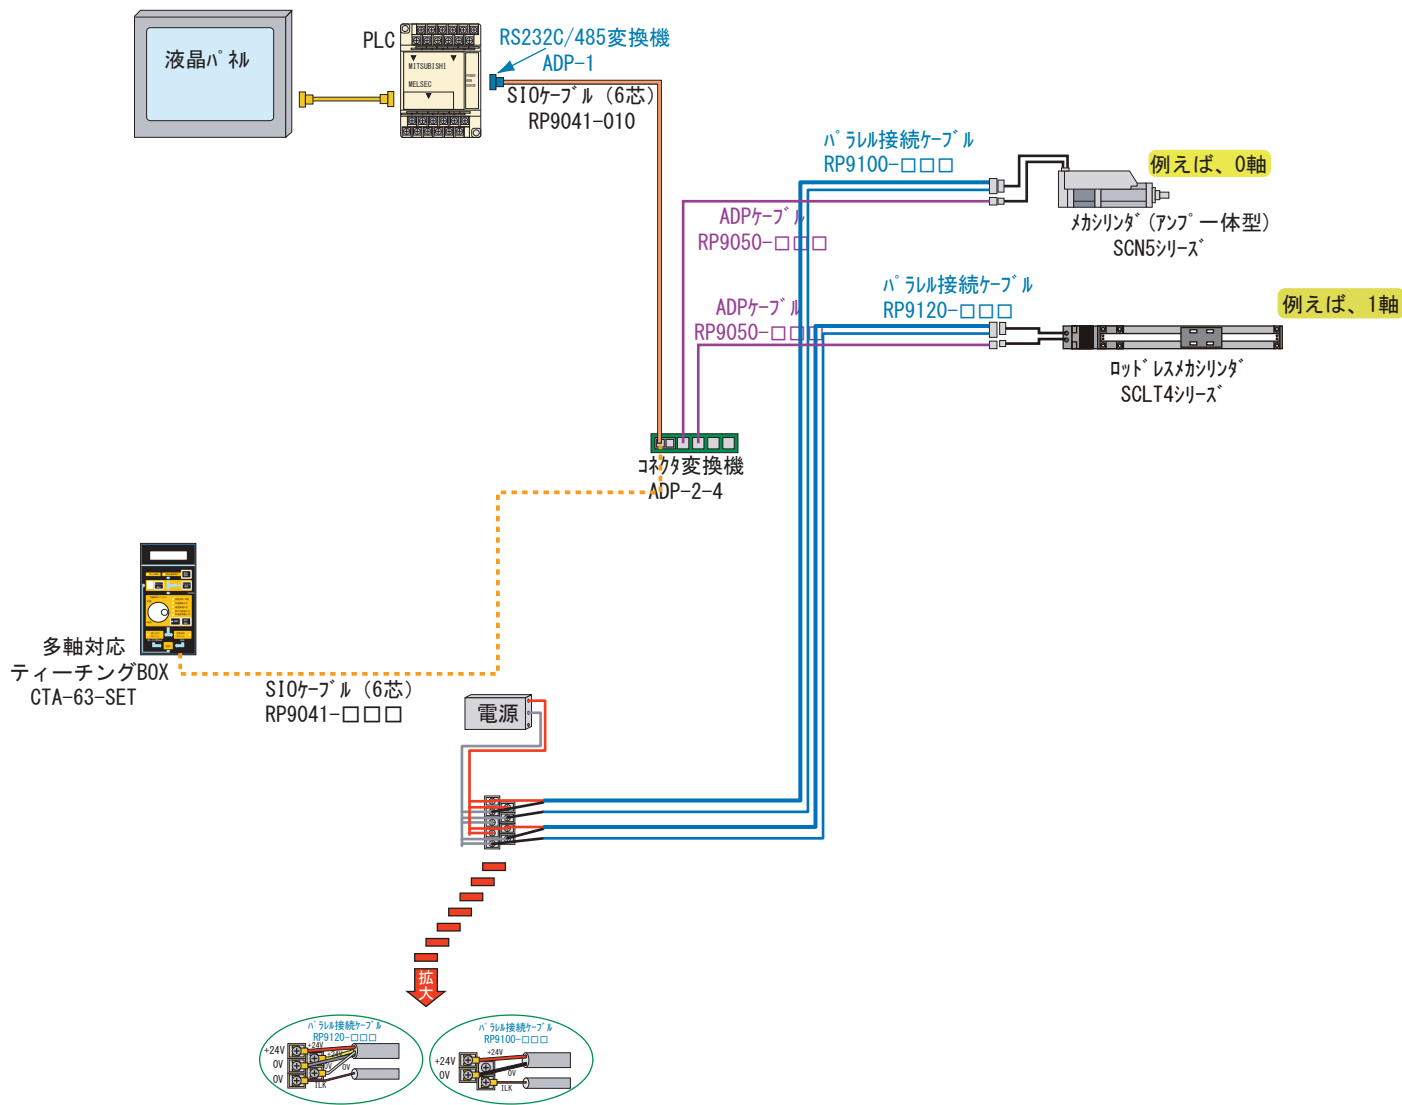 液晶パネル
PLC
MITSUBISHI
MELSEC
RS232C/485変換機
ADP-1
SIOケーブル（6芯）
RP9041-010
パラレル接続ケーブル
RP9100-□□□
例えば、0軸
ADPケーブル
RP9050-□□□
メカシリンダ(アンプ一体型)
SCN5シリーズ
パラレル接続ケーブル
RP9120-□□□
例えば、1軸
ADPケーブル
RP9050-□□□
ロッドレスメカシリンダ
SCLT4シリーズ
コネクタ変換機
ADP-2-4
多軸対応
ティーチングBOX
CTA-63-SET
SIOケーブル（6芯）
RP9041-□□□
電源
拡大
パラレル接続ケーブル
RP9120-□□□
+24V
+24V
+24V
0V
0V
0V
ILK
パラレル接続ケーブル
RP9100-□□□
+24V
+24V
0V
0V
ILK